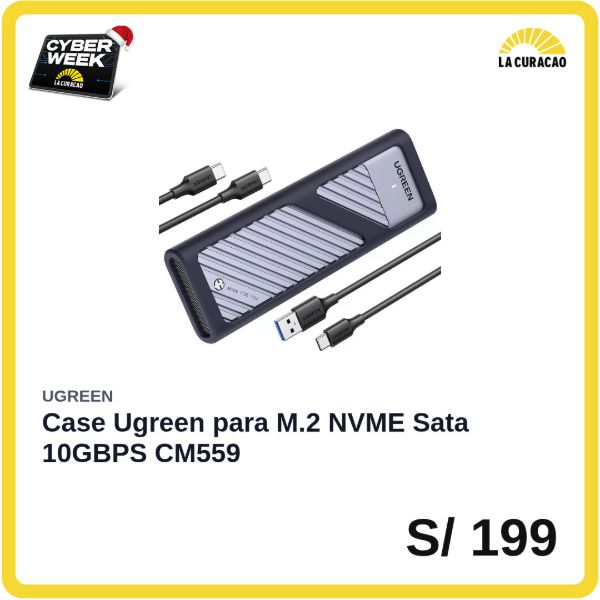 CYBER
WEEK
LA CURACAO
LA CURACAO
UGREEN
UGREEN
Case Ugreen para M.2 NVME Sata
10GBPS CM559
S/ 199